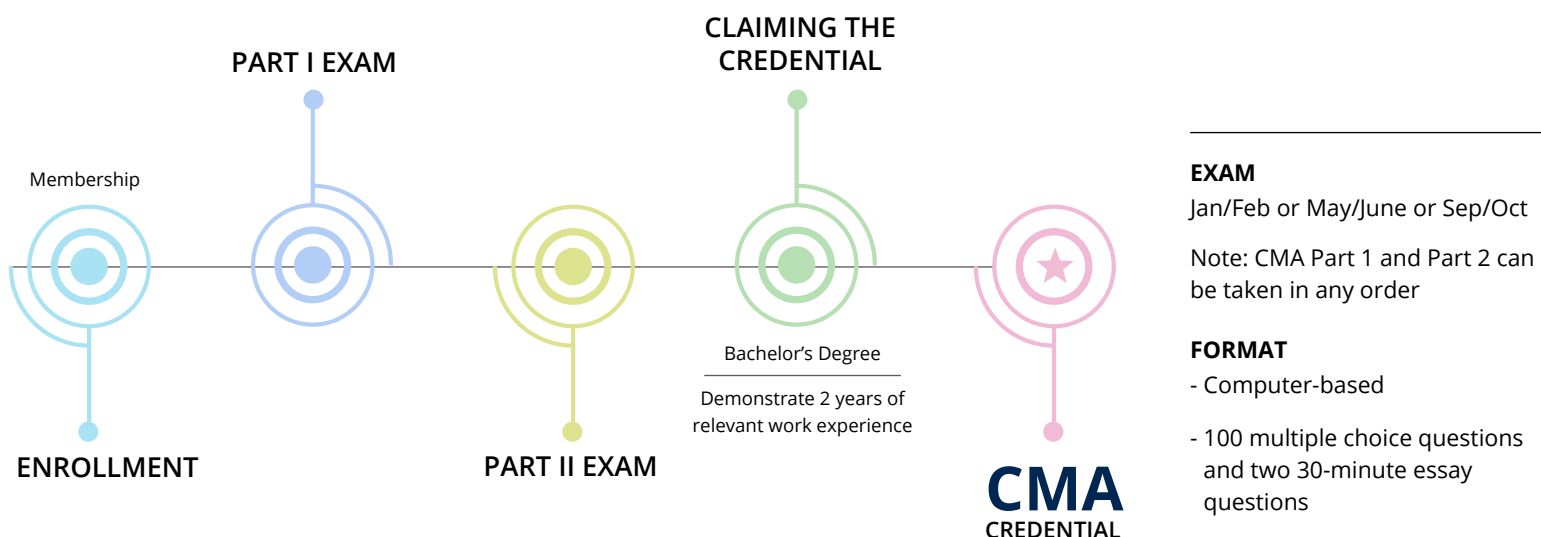 Membership
ENROLLMENT
PART I EXAM
PART II EXAM
CLAIMING THE
CREDENTIAL
Bachelor’s Degree
Demonstrate 2 years of
relevant work experience
CMA
CREDENTIAL
EXAM
Jan/Feb or May/June or Sep/Oct
Note: CMA Part 1 and Part 2 can
be taken in any order
FORMAT
- Computer-based
- 100 multiple choice questions
and two 30-minute essay
questions